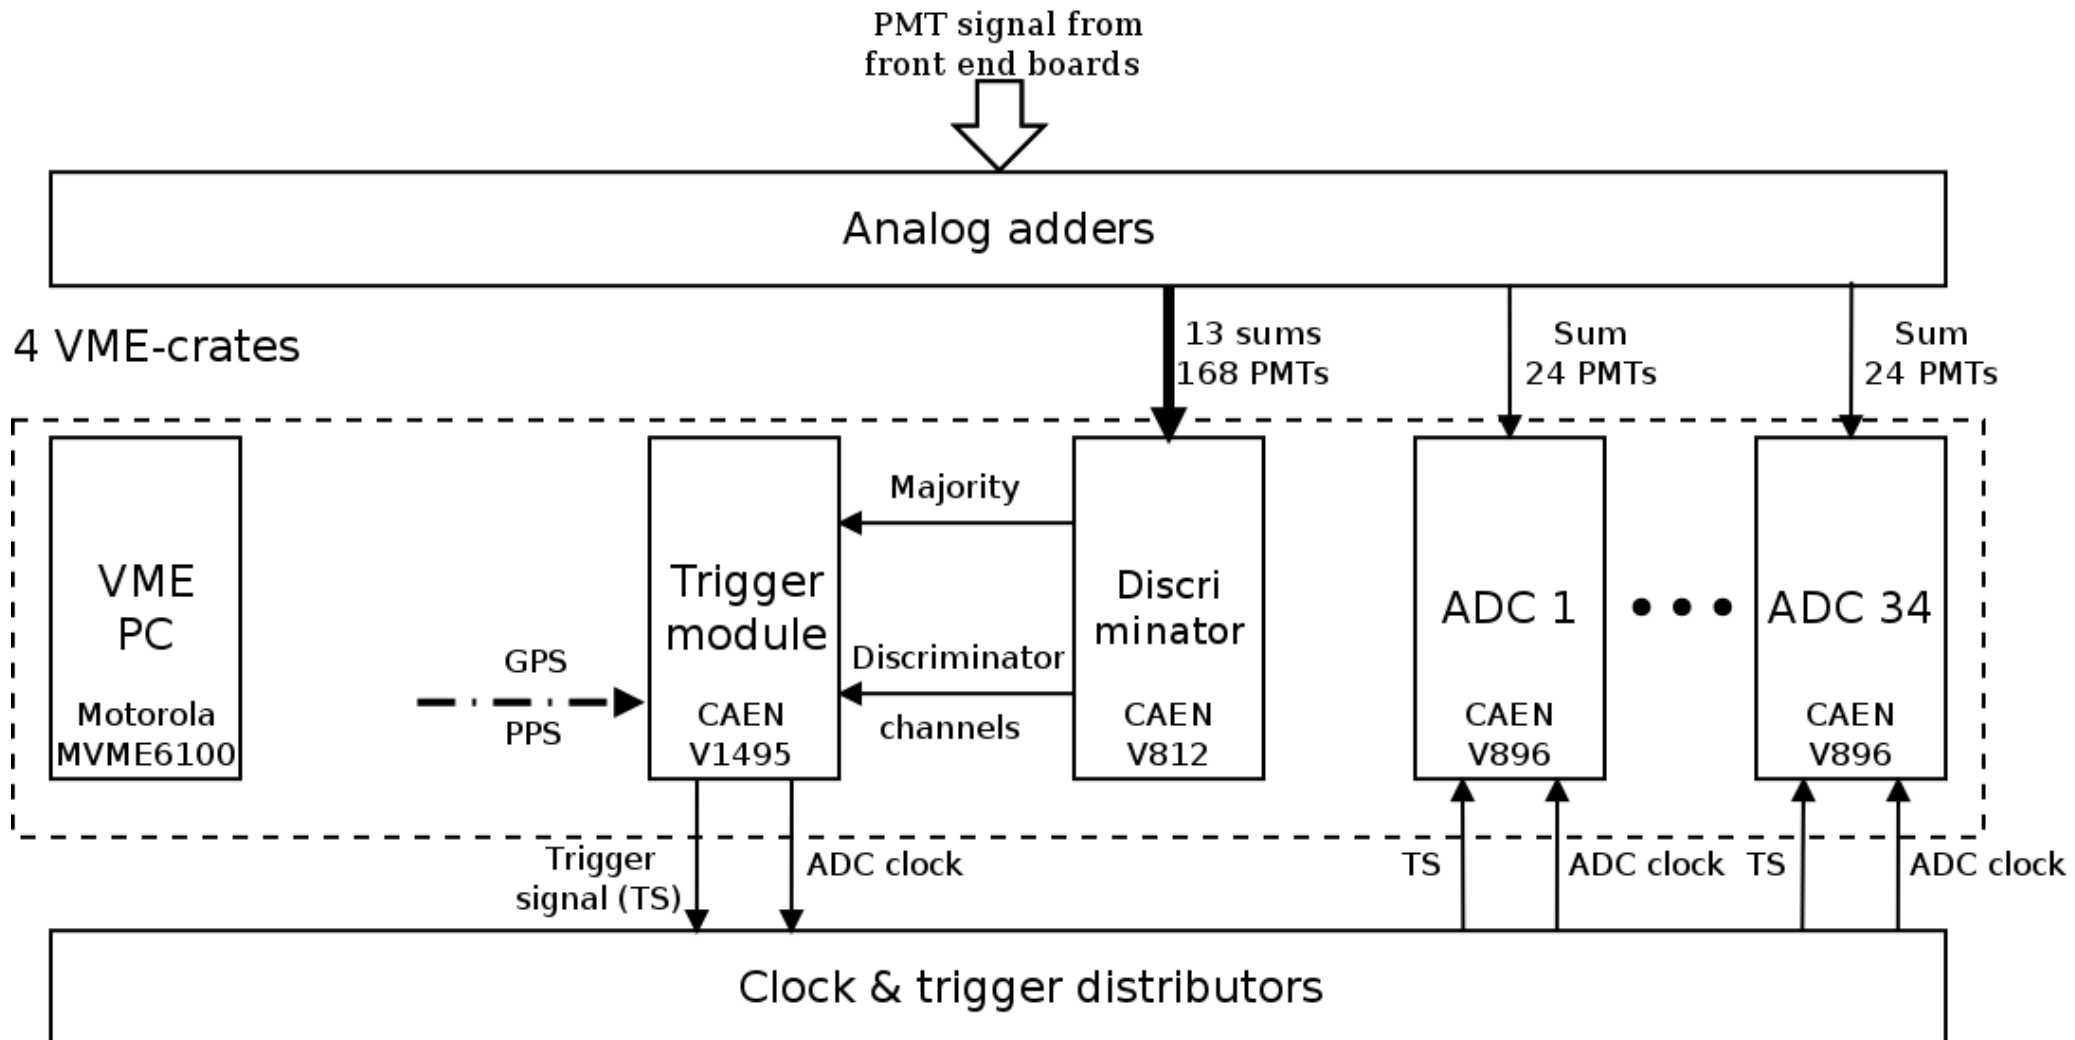 PMT signal from
front end boards
Analog adders
4 VME-crates
13 sums
168 PMTs
Sum
24 PMTs
Sum
24 PMTs
VME
PC
Motorola
MVME6100
GPS
PPS
Trigger
module
CAEN
V1495
Majority
Discriminator
channels
Discri
minator
CAEN
V812
ADC 1
CAEN
V896
ADC 34
CAEN
V896
Trigger
signal (TS)
ADC clock
TS
ADC clock
TS
ADC clock
Clock & trigger distributors